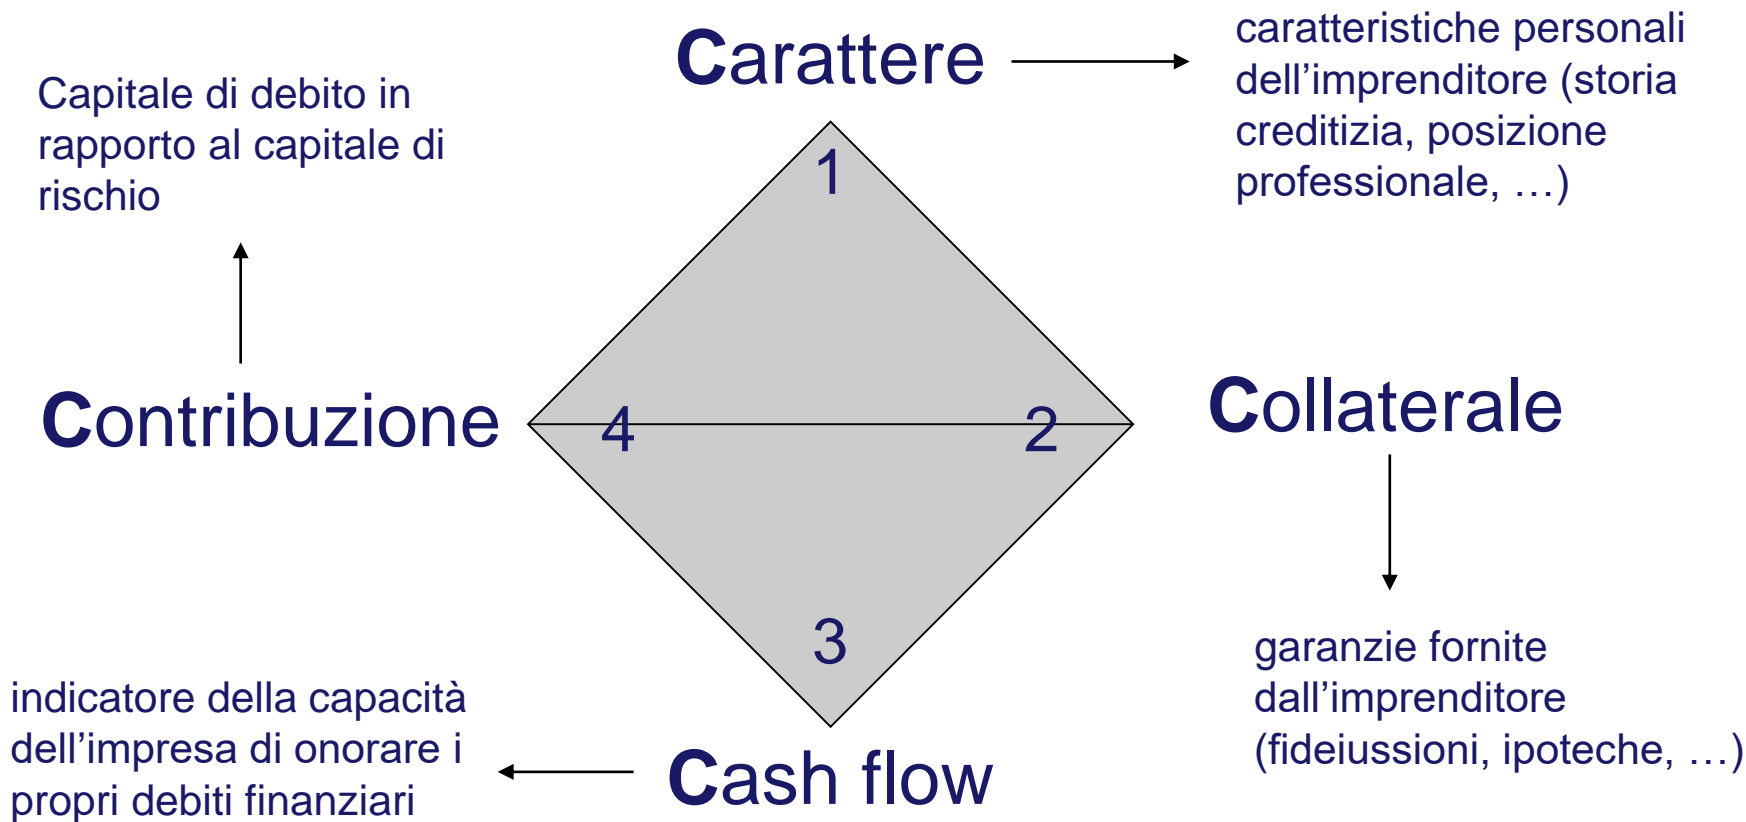 Carattere
caratteristiche personali
dell’imprenditore (storia
creditizia, posizione
professionale, …)
Capitale di debito in
rapporto al capitale di
rischio
1
Contribuzione
4
2
Collaterale
3
garanzie fornite
dall’imprenditore
(fideiussioni, ipoteche, …)
indicatore della capacità
dell’impresa di onorare i
propri debiti finanziari
Cash flow